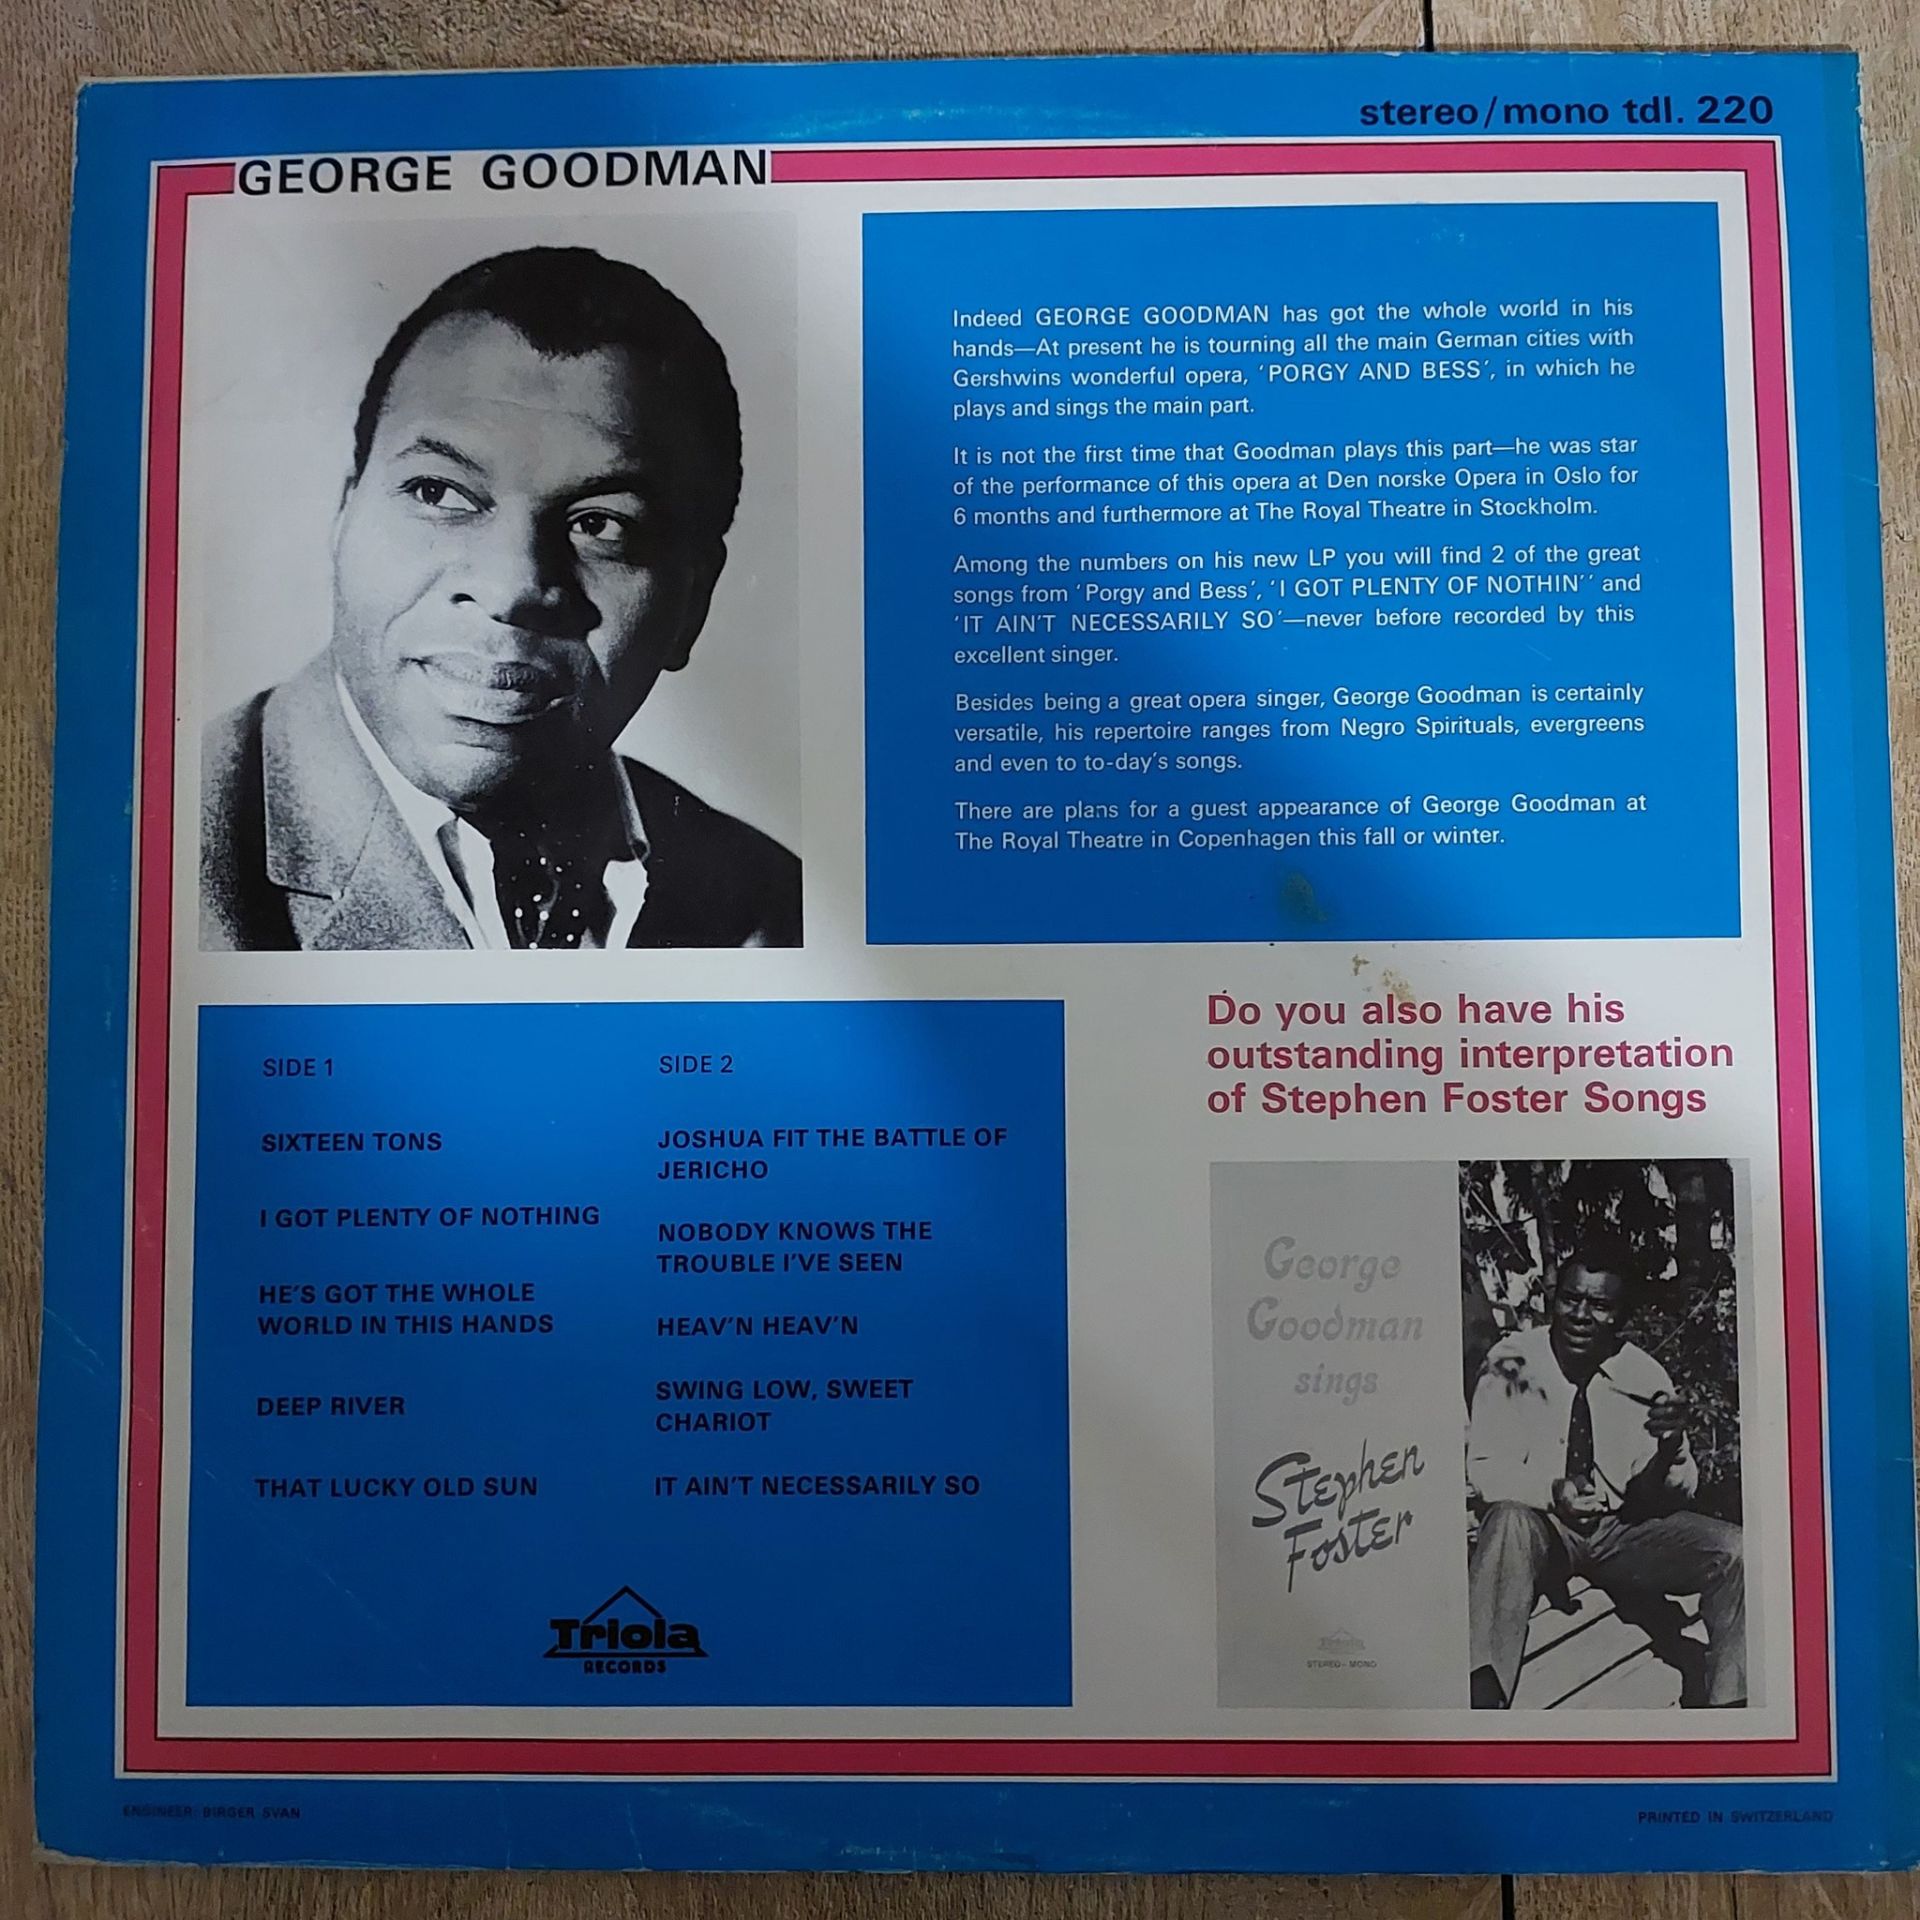 stereo/mono tdl. 220
GEORGE GOODMAN
Indeed GEORGE GOODMAN has got the whole world in his
hands—At present he is touring all the main German cities with
Gershwins wonderful opera, 'PORGY AND BESS', in which he
plays and sings the main part.
It is not the first time that Goodman plays this part—he was star
of the performance of this opera at Den norske Opera in Oslo for
6 months and furthermore at The Royal Theatre in Stockholm.
Among the numbers on his new LP you will find 2 of the great
songs from 'Porgy and Bess', 'I GOT PLENTY OF NOTHIN'' and
'IT AIN'T NECESSARILY SO'—never before recorded by this
excellent singer.
Besides being a great opera singer, George Goodman is certainly
versatile, his repertoire ranges from Negro Spirituals, evergreens
and even to to-day's songs.
There are plans for a guest appearance of George Goodman at
The Royal Theatre in Copenhagen this fall or winter.
SIDE 1
SIXTEEN TONS
I GOT PLENTY OF NOTHING
HE'S GOT THE WHOLE
WORLD IN THIS HANDS
DEEP RIVER
THAT LUCKY OLD SUN
SIDE 2
JOSHUA FIT THE BATTLE OF
JERICHO
NOBODY KNOWS THE
TROUBLE I'VE SEEN
HEAV'N HEAV'N
SWING LOW, SWEET
CHARIOT
IT AIN'T NECESSARILY SO
Triola
RECORDS
Do you also have his
outstanding interpretation
of Stephen Foster Songs
George
Goodman
sings
Stephen
Foster
Triola
STEREO-MONO
ENGINEER: BIRGER SVAN
PRINTED IN SWITZERLAND